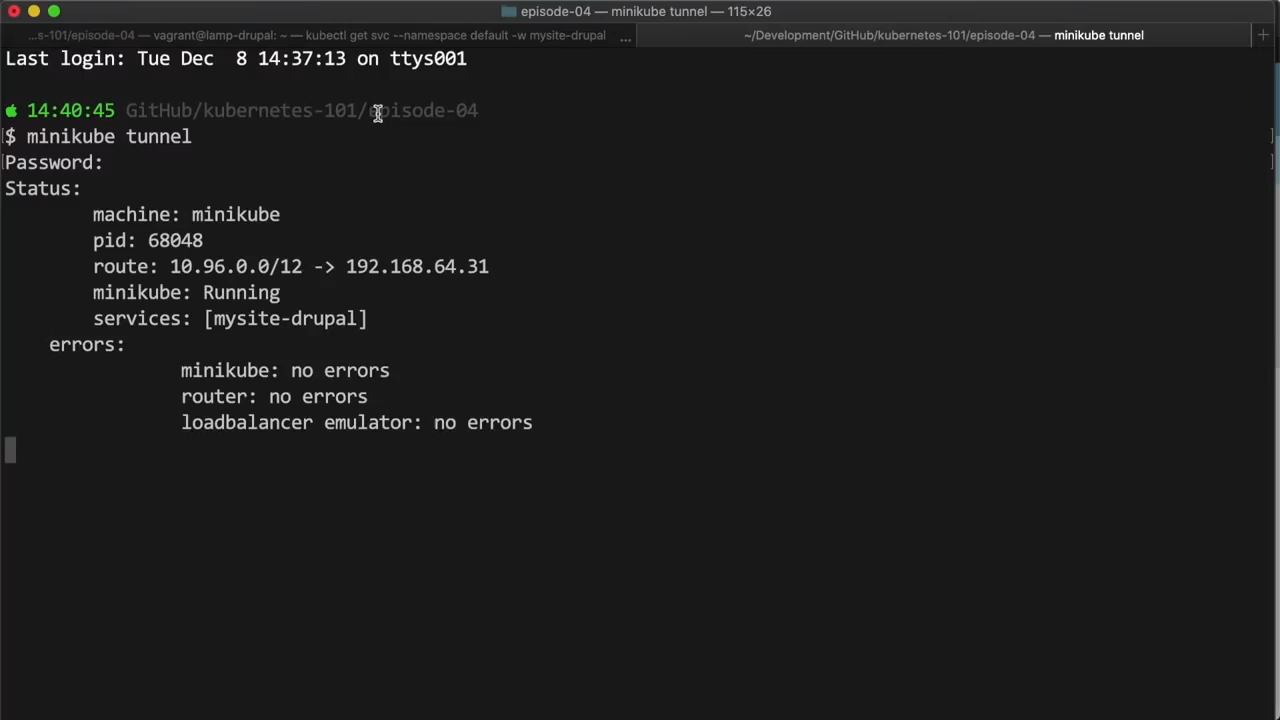 episode-04 — minikube tunnel — 115×26
...s-101/episode-04 — vagrant@lamp-drupal: ~ — kubectl get svc --namespace default -w mysite-drupal ...
~/Development/GitHub/kubernetes-101/episode-04 — minikube tunnel +
Last login: Tue Dec  8 14:37:13 on ttys001
14:40:45 GitHub/kubernetes-101/episode-04
[$ minikube tunnel ]
[Password: ]
Status:
machine: minikube
pid: 68048
route: 10.96.0.0/12 -> 192.168.64.31
minikube: Running
services: [mysite-drupal]
errors:
minikube: no errors
router: no errors
loadbalancer emulator: no errors